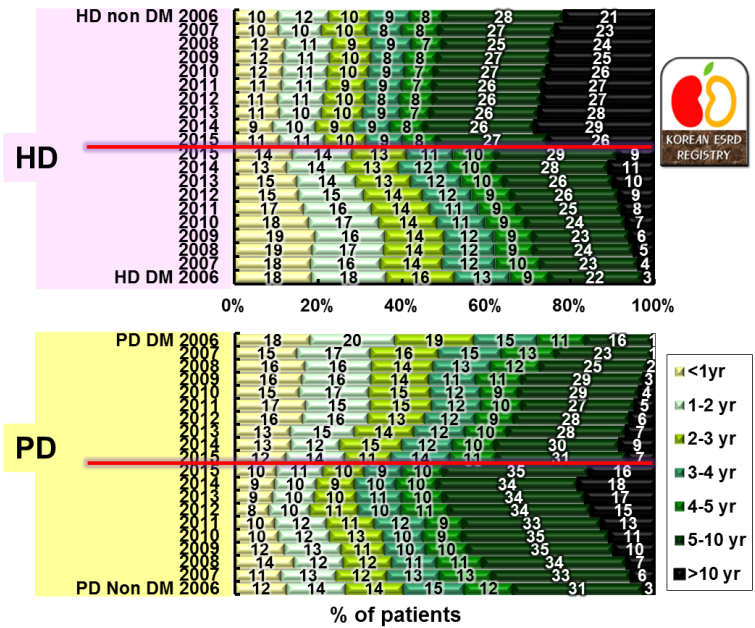 HD non DM 2006 10 12 10 9 8 28 21
2007 10 10 10 8 8 27 23
2008 12 11 9 9 7 25 24
2009 12 11 10 8 8 27 25
2010 12 11 10 8 7 27 26
2011 11 11 9 9 7 26 26
2012 11 11 10 8 8 26 27
2013 11 10 10 9 7 26 28
2014 9 10 9 9 8 26 29
2015 11 11 10 9 8 27 26
HD
2015 14 14 13 11 10 29 9
2014 13 14 13 12 10 28 11
2013 15 14 13 12 10 26 10
2012 15 15 14 12 9 26 9
2011 17 16 14 11 9 25 8
2010 18 17 14 11 9 24 7
2009 19 16 14 12 9 23 6
2008 19 17 14 12 9 24 5
2007 18 16 14 12 10 23 4
HD DM 2006 18 18 16 13 9 22 3
0% 20% 40% 60% 80% 100%
KOREAN ESRD
REGISTRY
PD DM 2006 18 20 19 15 11 16 1
2007 15 17 16 15 13 23 1
2008 16 16 14 13 12 25 2
2009 16 16 14 11 11 29 3
2010 15 17 15 12 9 29 4
2011 17 15 15 12 10 27 5
2012 16 16 12 12 9 28 6
2013 13 15 14 12 10 28 7
2014 13 12 15 12 10 30 9
2015 12 14 11 14 31 7
PD
2015 10 11 10 9 10 35 16
2014 9 10 9 10 10 34 18
2013 9 10 10 11 10 34 17
2012 8 10 11 10 11 34 15
2011 10 12 11 12 9 33 13
2010 10 12 13 10 9 35 11
2009 12 13 11 10 10 35 10
2008 14 12 12 11 11 34 7
2007 11 13 12 13 13 33 6
PD Non DM 2006 12 14 14 15 12 31 3
% of patients
<1yr
1-2 yr
2-3 yr
3-4 yr
4-5 yr
5-10 yr
>10 yr